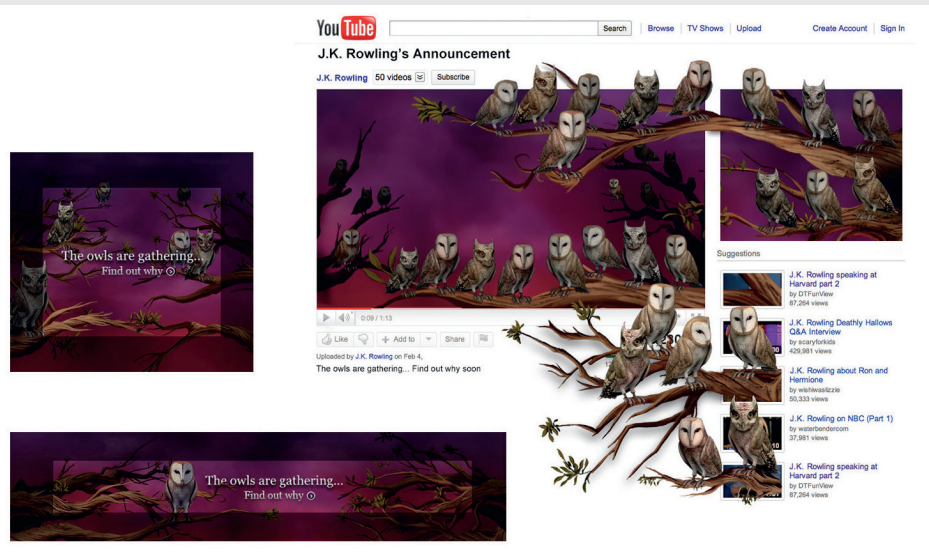 YouTube
Search
Browse
TV Shows
Upload
Create Account
Sign In
J.K. Rowling's Announcement
J.K. Rowling
50 videos
Subscribe
The owls are gathering...
Find out why
0:09 / 1:13
Like
Add to
Share
Uploaded by J.K. Rowling on Feb 4,
The owls are gathering... Find out why soon
Suggestions
J.K. Rowling speaking at
Harvard part 2
by DTFunView
87,264 views
J.K. Rowling Deathly Hallows
Q&A Interview
by scaryforkids
429,981 views
J.K. Rowling about Ron and
Hermione
by wishiwaslizzie
50,333 views
J.K. Rowling on NBC (Part 1)
by waterbendercom
37,981 views
J.K. Rowling speaking at
Harvard part 2
by DTFunView
87,264 views
The owls are gathering...
Find out why